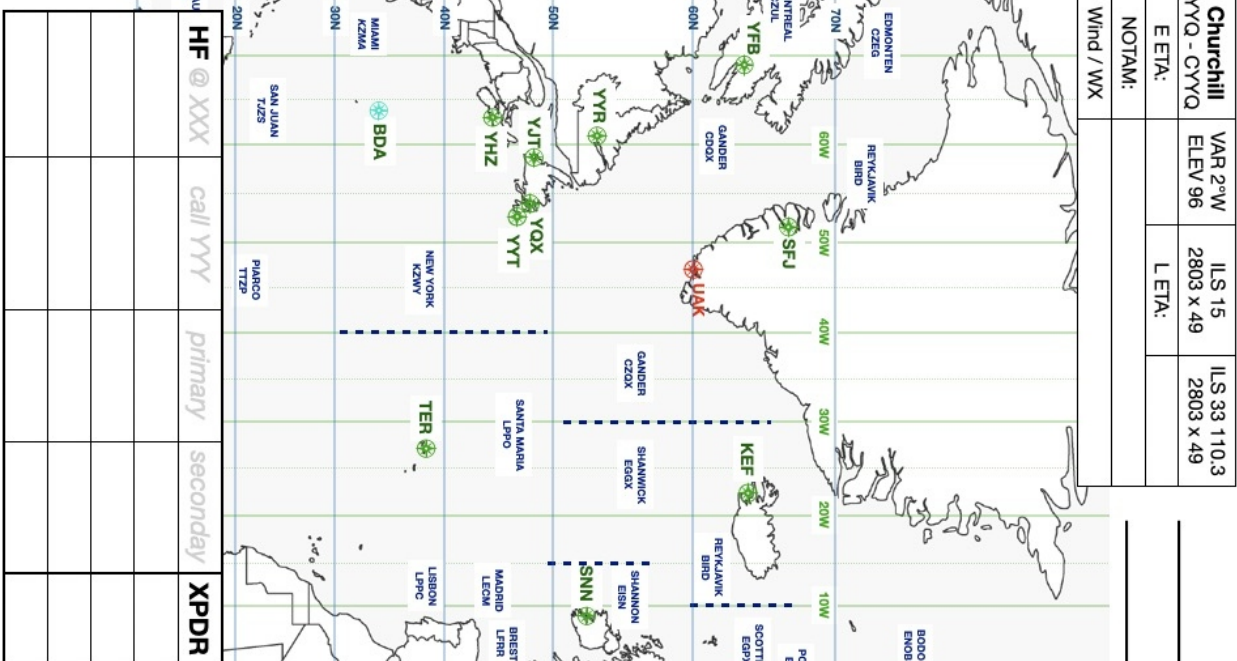 Churchill
YYQ - CYYQ
VAR 2°W
ELEV 96
ILS 15
2803 x 49
ILS 33 110.3
2803 x 49
E ETA:
L ETA:
NOTAM:
Wind / WX
EDMONTEN
CZEG
BODO
ENOB
REYKJAVIK
BIRD
70N
60W
50W
40W
30W
20W
10W
YFB
SFJ
KEF
SCOTT
GANDER
CDQX
REYKJAVIK
BIRD
60N
UAK
GANDER
CZQX
SHANWICK
EGGX
SHANNON
EISN
YYR
SNN
50N
YJT
YQX
YYT
SANTA MARIA
LPPO
MADRID
LECM
BREST
LFRR
YHZ
40N
NEW YORK
KZWY
TER
LISBON
LPPC
BDA
MIAMI
KZMA
30N
SAN JUAN
TJZS
PIARCO
TTZP
20N
HF @ XXX
call YYY
primary
seconday
XPDR